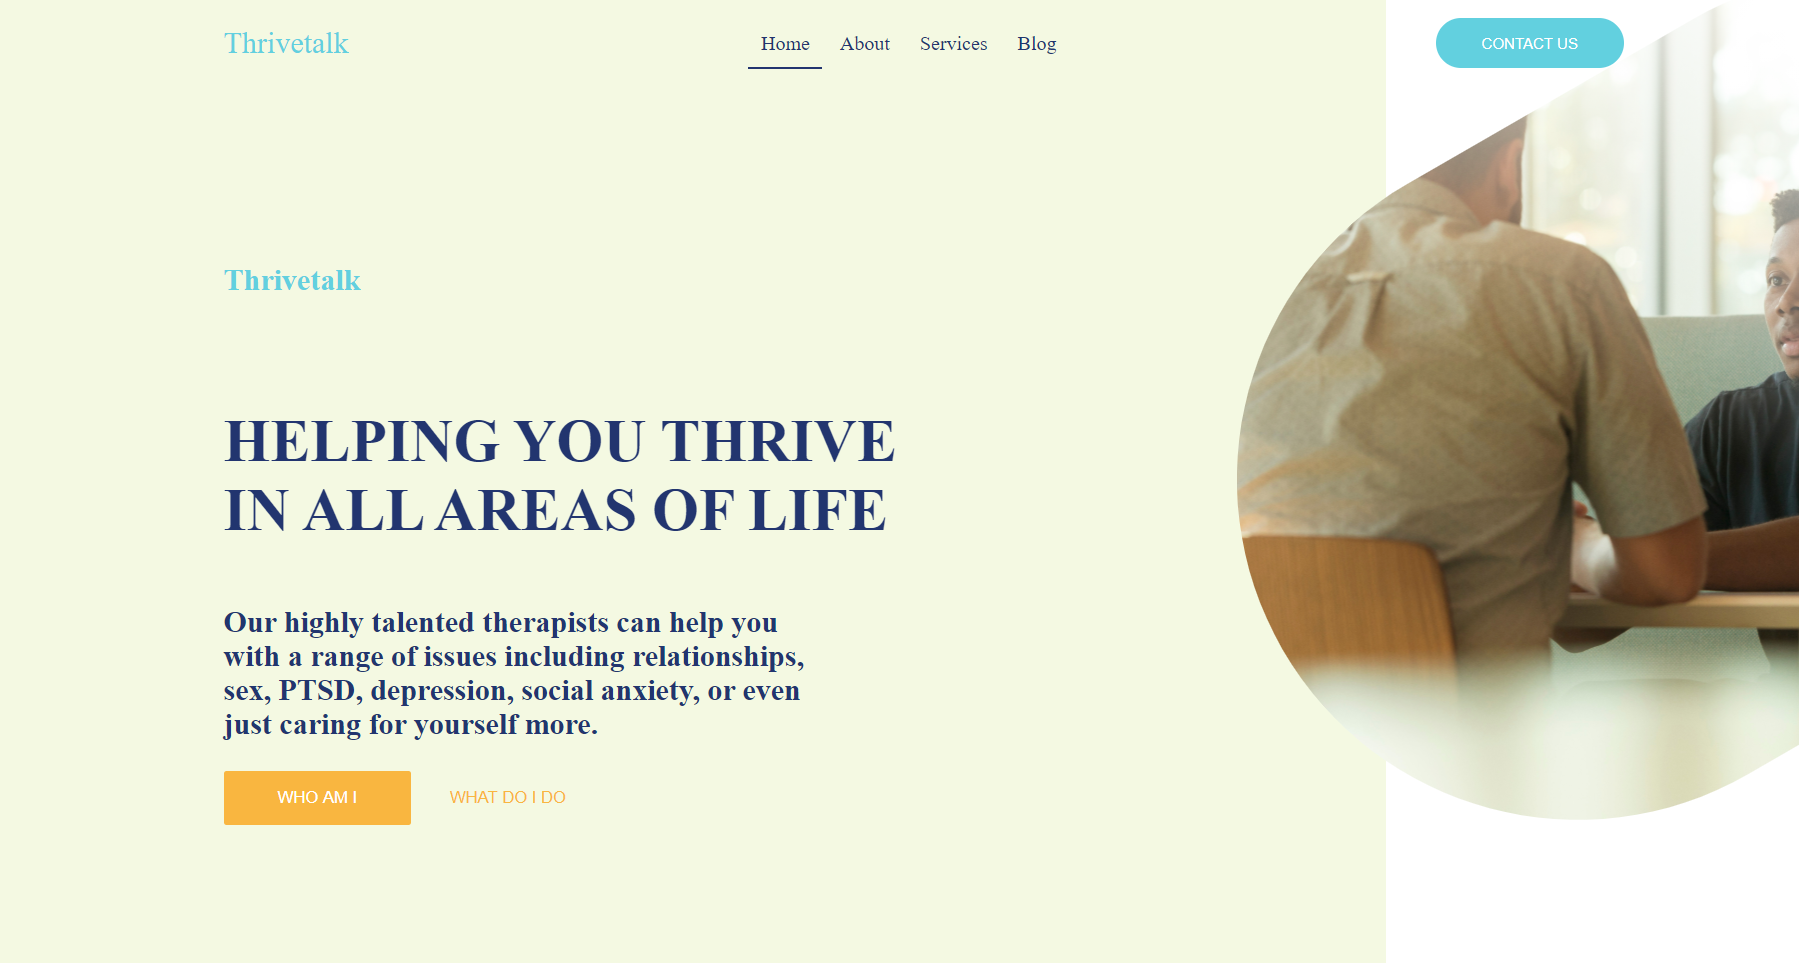 Thrivetalk
Home About Services Blog
CONTACT US
Thrivetalk
HELPING YOU THRIVE
IN ALL AREAS OF LIFE
Our highly talented therapists can help you
with a range of issues including relationships,
sex, PTSD, depression, social anxiety, or even
just caring for yourself more.
WHO AM I
WHAT DO I DO